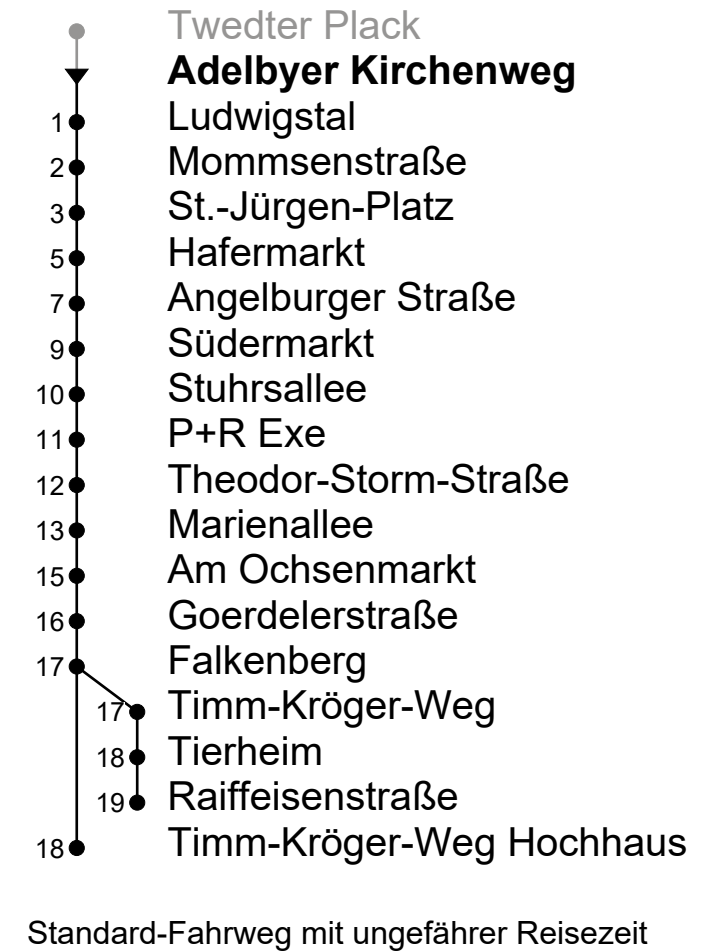 Twedter Plack
Adelbyer Kirchenweg
1 Ludwigstal
2 Mommsenstraße
3 St.-Jürgen-Platz
5 Hafermarkt
7 Angelburger Straße
9 Südermarkt
10 Stuhrsallee
11 P+R Exe
12 Theodor-Storm-Straße
13 Marienallee
15 Am Ochsenmarkt
16 Goerdelerstraße
17 Falkenberg
17 Timm-Kröger-Weg
18 Tierheim
19 Raiffeisenstraße
18 Timm-Kröger-Weg Hochhaus
Standard-Fahrweg mit ungefährer Reisezeit